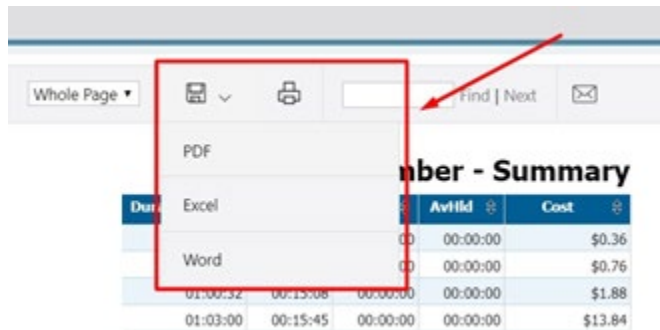 Whole Page
Find | Next
PDF
Excel
Word
ber - Summary
AvHld Cost
00:00:00 $0.36
00:00:00 $0.76
01:00:32 00:15:08 00:00:00 00:00:00 $1.88
01:03:00 00:15:45 00:00:00 00:00:00 $13.84